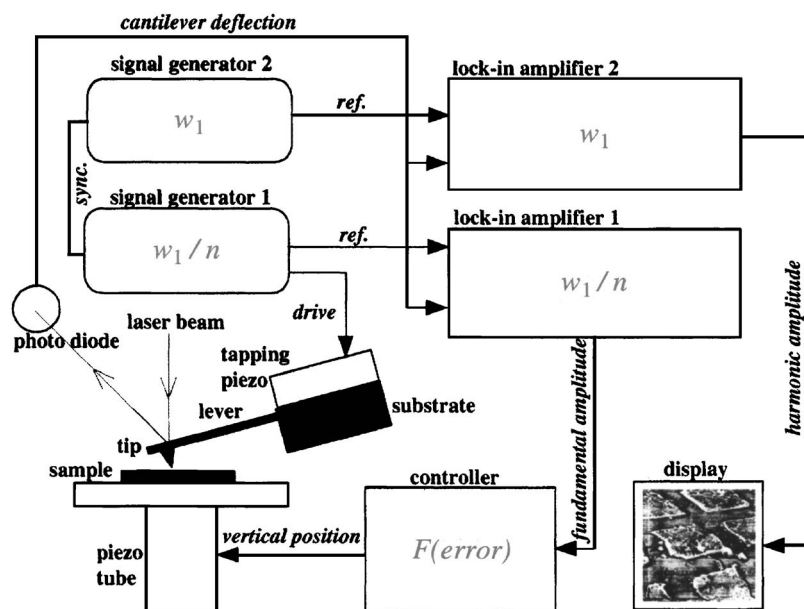 cantilever deflection
signal generator 2
w1
ref.
lock-in amplifier 2
w1
sync.
signal generator 1
w1/n
ref.
lock-in amplifier 1
w1/n
drive
photo diode
laser beam
tapping
piezo
lever
substrate
tip
sample
fundamental amplitude
harmonic amplitude
controller
F(error)
display
vertical position
piezo
tube